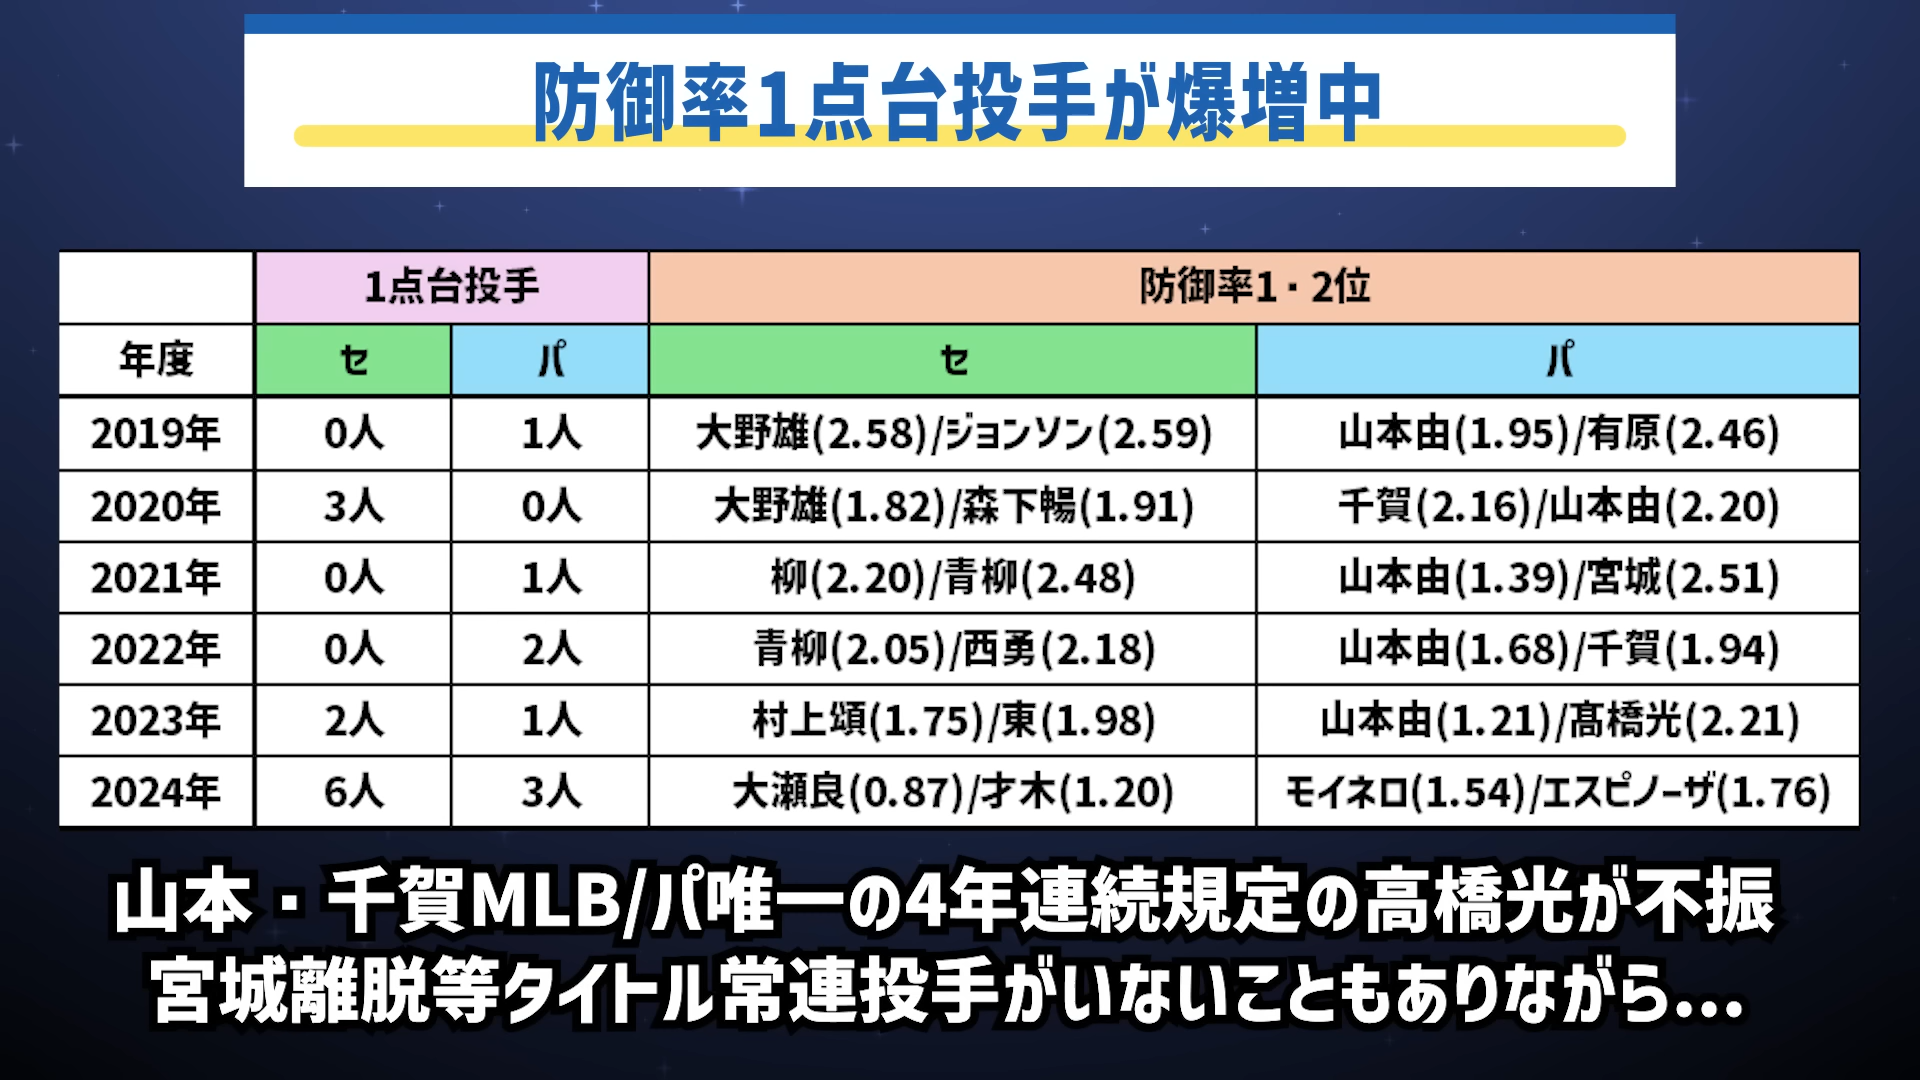 防御率1点台投手が爆増中
1点台投手 防御率1・2位
年度 セ パ セ パ
2019年 0人 1人 大野雄(2.58)/ジョンソン(2.59) 山本由(1.95)/有原(2.46)
2020年 3人 0人 大野雄(1.82)/森下暢(1.91) 千賀(2.16)/山本由(2.20)
2021年 0人 1人 柳(2.20)/青柳(2.48) 山本由(1.39)/宮城(2.51)
2022年 0人 2人 青柳(2.05)/西勇(2.18) 山本由(1.68)/千賀(1.94)
2023年 2人 1人 村上頌(1.75)/東(1.98) 山本由(1.21)/髙橋光(2.21)
2024年 6人 3人 大瀬良(0.87)/才木(1.20) モイネロ(1.54)/エスピノーザ(1.76)
山本・千賀MLB/パ唯一の4年連続規定の高橋光が不振
宮城離脱等タイトル常連投手がいないこともありながら...